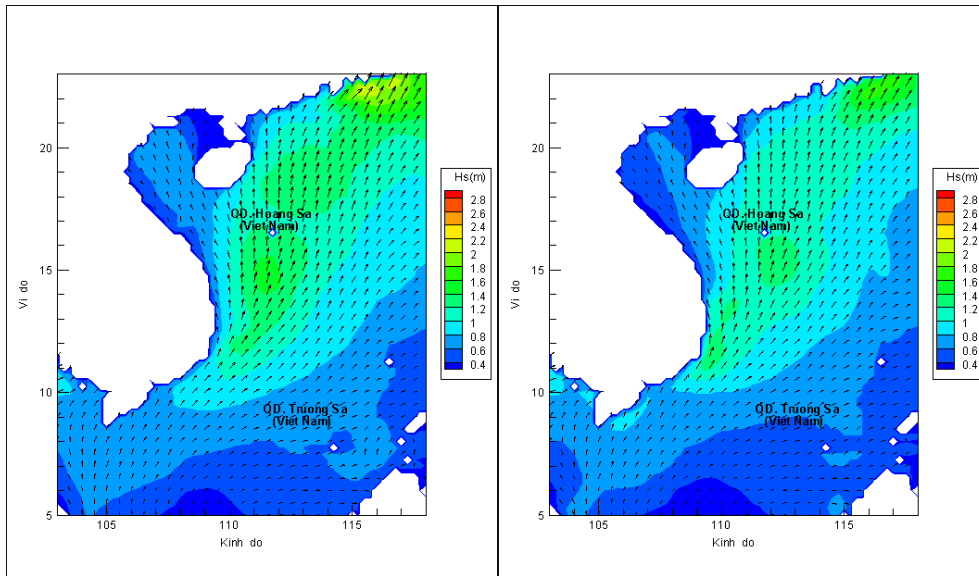 Hs(m)
2.8
2.6
2.4
2.2
2
1.8
1.6
1.4
1.2
1
0.8
0.6
0.4
20
15
10
5
Vi do
QD. Hoang Sa
(Viet Nam)
QD. Truong Sa
(Viet Nam)
105
110
115
Kinh do
Hs(m)
2.8
2.6
2.4
2.2
2
1.8
1.6
1.4
1.2
1
0.8
0.6
0.4
20
15
10
5
Vi do
QD. Hoang Sa
(Viet Nam)
QD. Truong Sa
(Viet Nam)
105
110
115
Kinh do